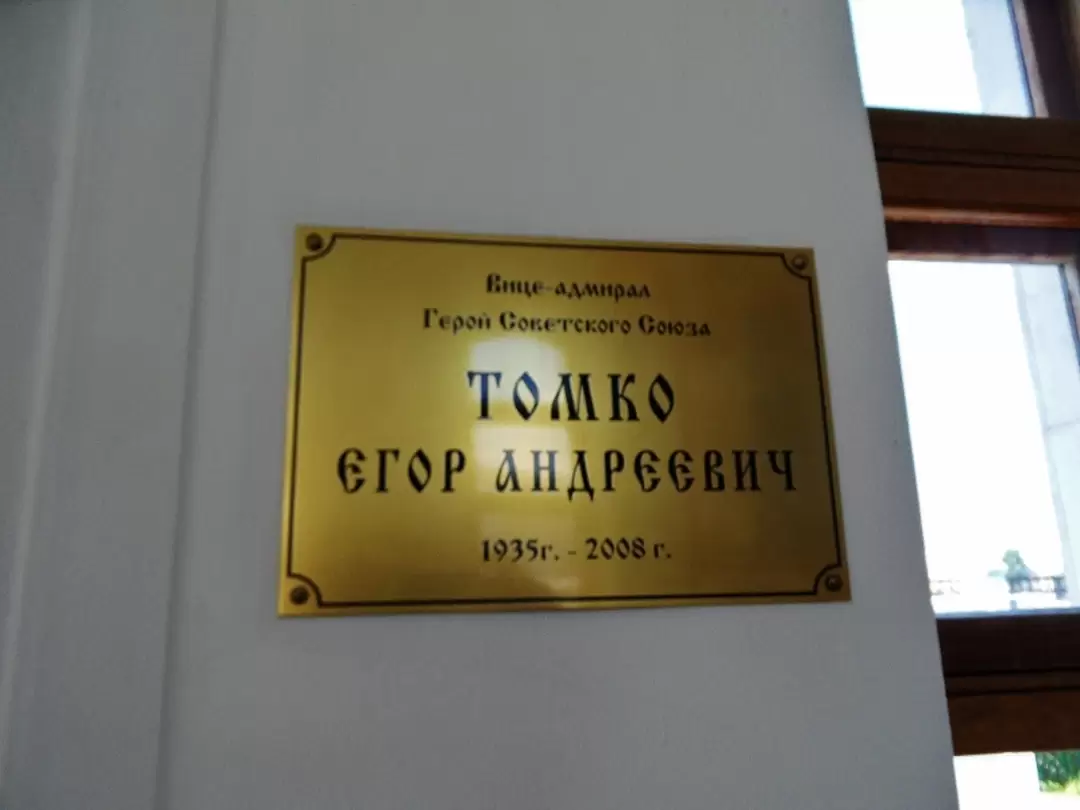 Вице-адмирал
Герой Советского Союза
ТОМКО
ЕГОР АНДРЕЕВИЧ
1935г. - 2008 г.